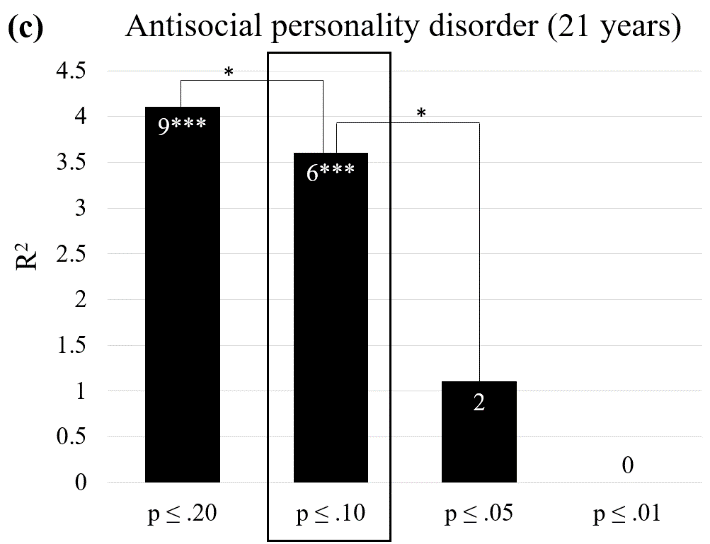 (c) Antisocial personality disorder (21 years)
4.5
4
3.5
3
2.5
2
1.5
1
0.5
0
R²
*
*
9***
6***
2
0
p ≤ .20
p ≤ .10
p ≤ .05
p ≤ .01